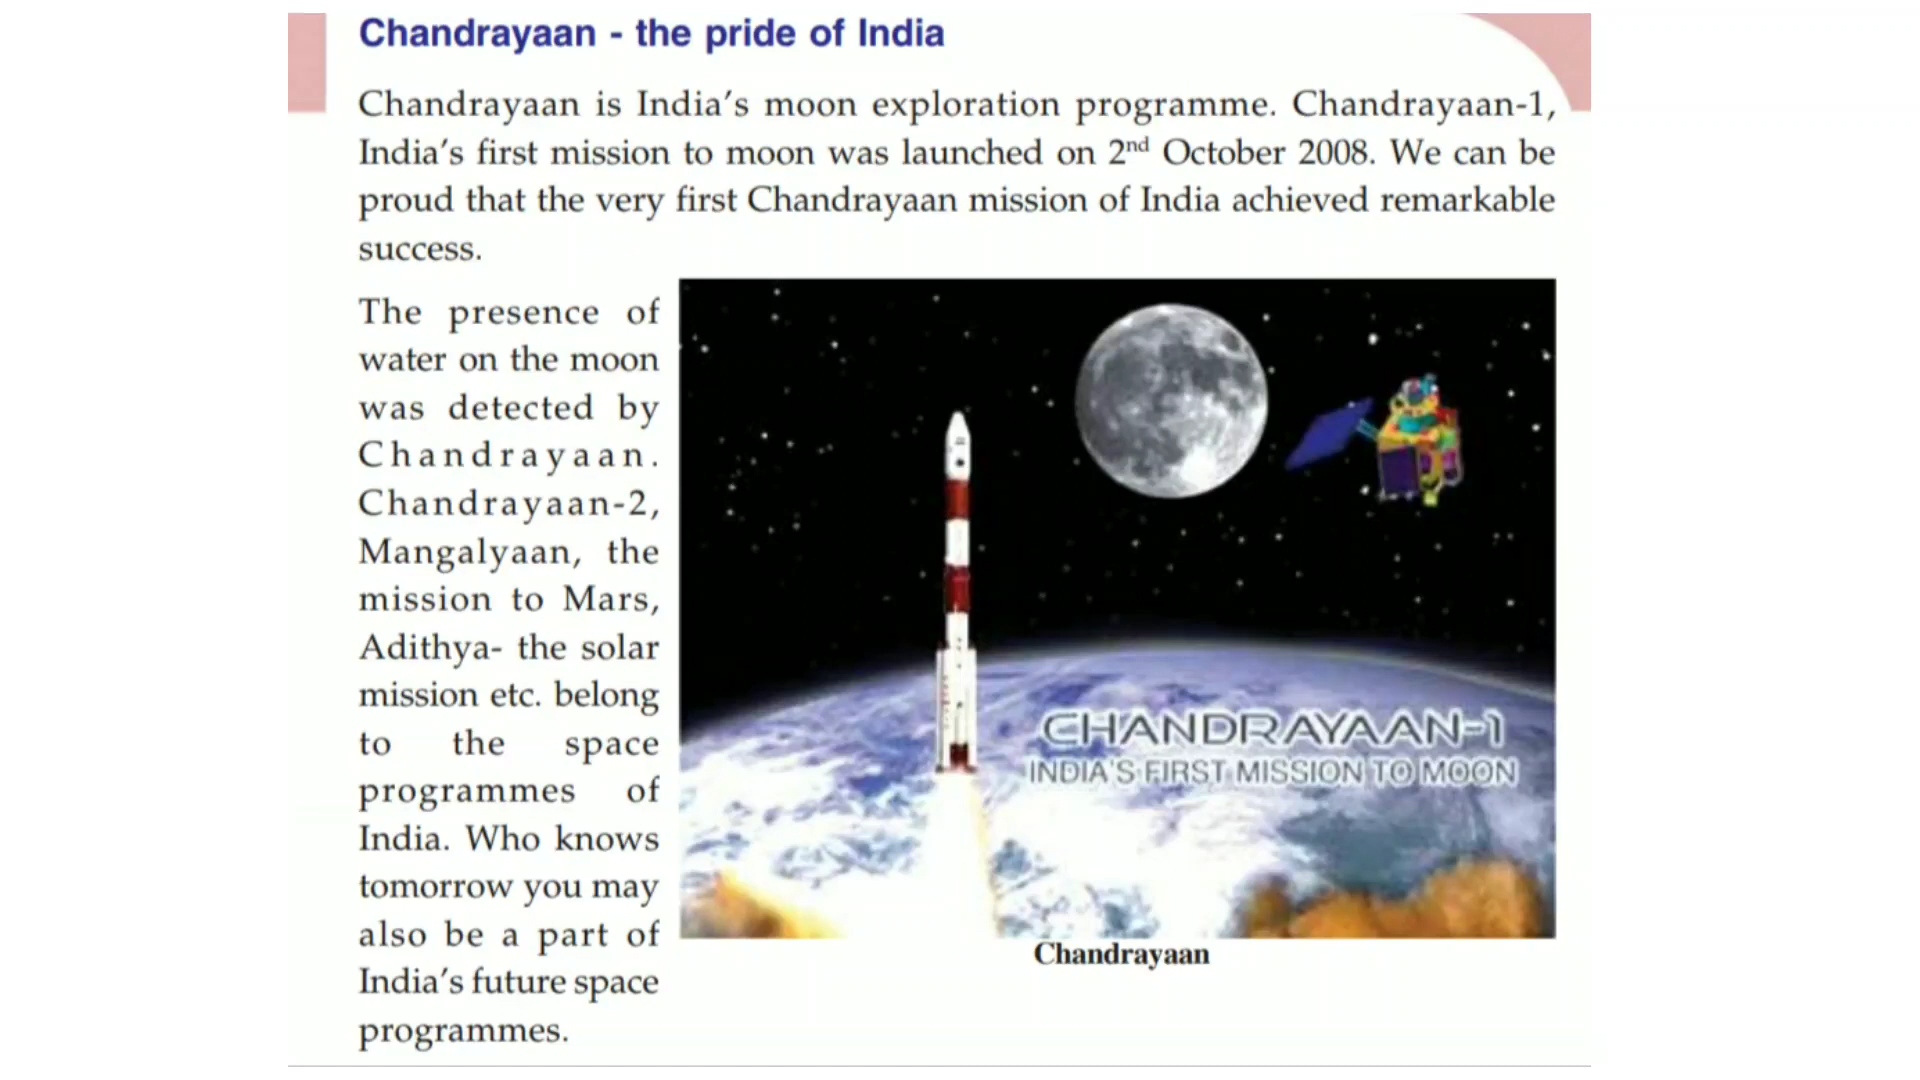 Chandrayaan - the pride of India
Chandrayaan is India's moon exploration programme. Chandrayaan-1,
India's first mission to moon was launched on 2nd October 2008. We can be
proud that the very first Chandrayaan mission of India achieved remarkable
success.
The presence of
water on the moon
was detected by
Chandrayaan.
Chandrayaan-2,
Mangalyaan, the
mission to Mars,
Adithya- the solar
mission etc. belong
to the space
programmes of
India. Who knows
tomorrow you may
also be a part of
India's future space
programmes.
CHANDRAYAAN-1
INDIA'S FIRST MISSION TO MOON
Chandrayaan